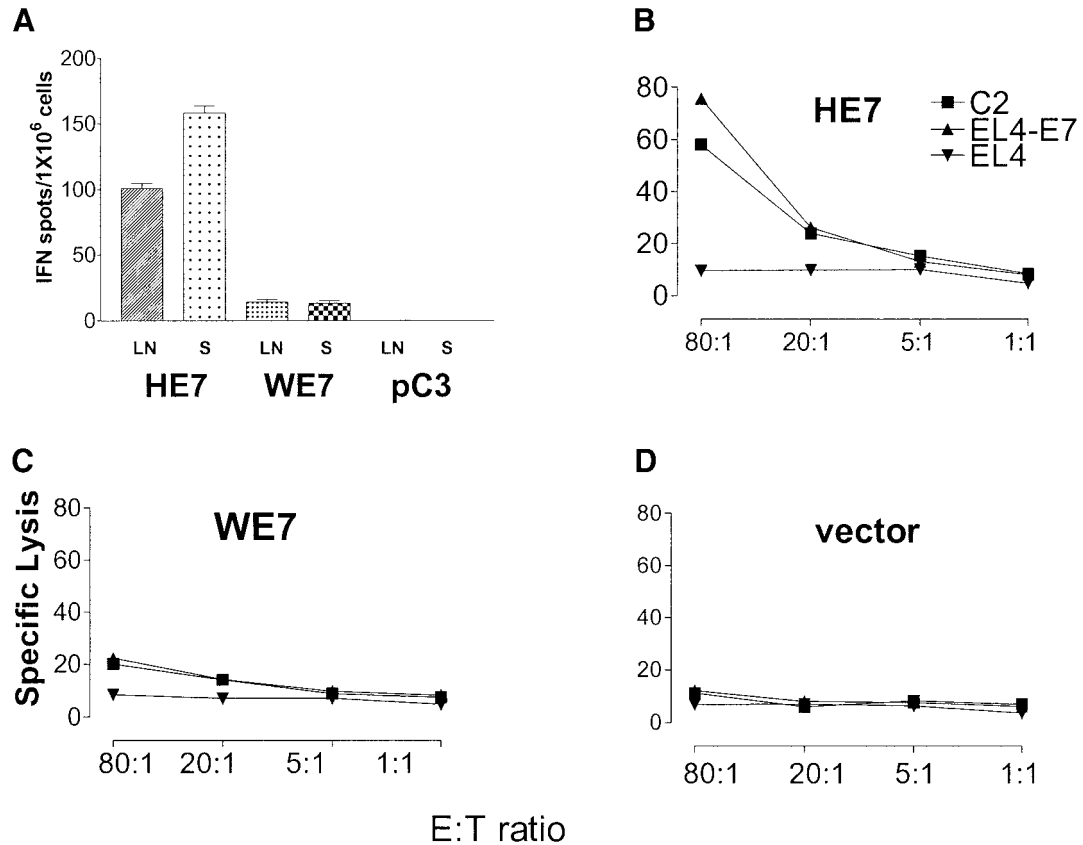 A
IFN spots/1X10⁶ cells
200
150
100
50
0
LN S LN S LN S
HE7 WE7 pC3
B
HE7
C2
EL4-E7
EL4
80
60
40
20
0
80:1 20:1 5:1 1:1
C
WE7
Specific Lysis
80
60
40
20
0
80:1 20:1 5:1 1:1
D
vector
80
60
40
20
0
80:1 20:1 5:1 1:1
E:T ratio